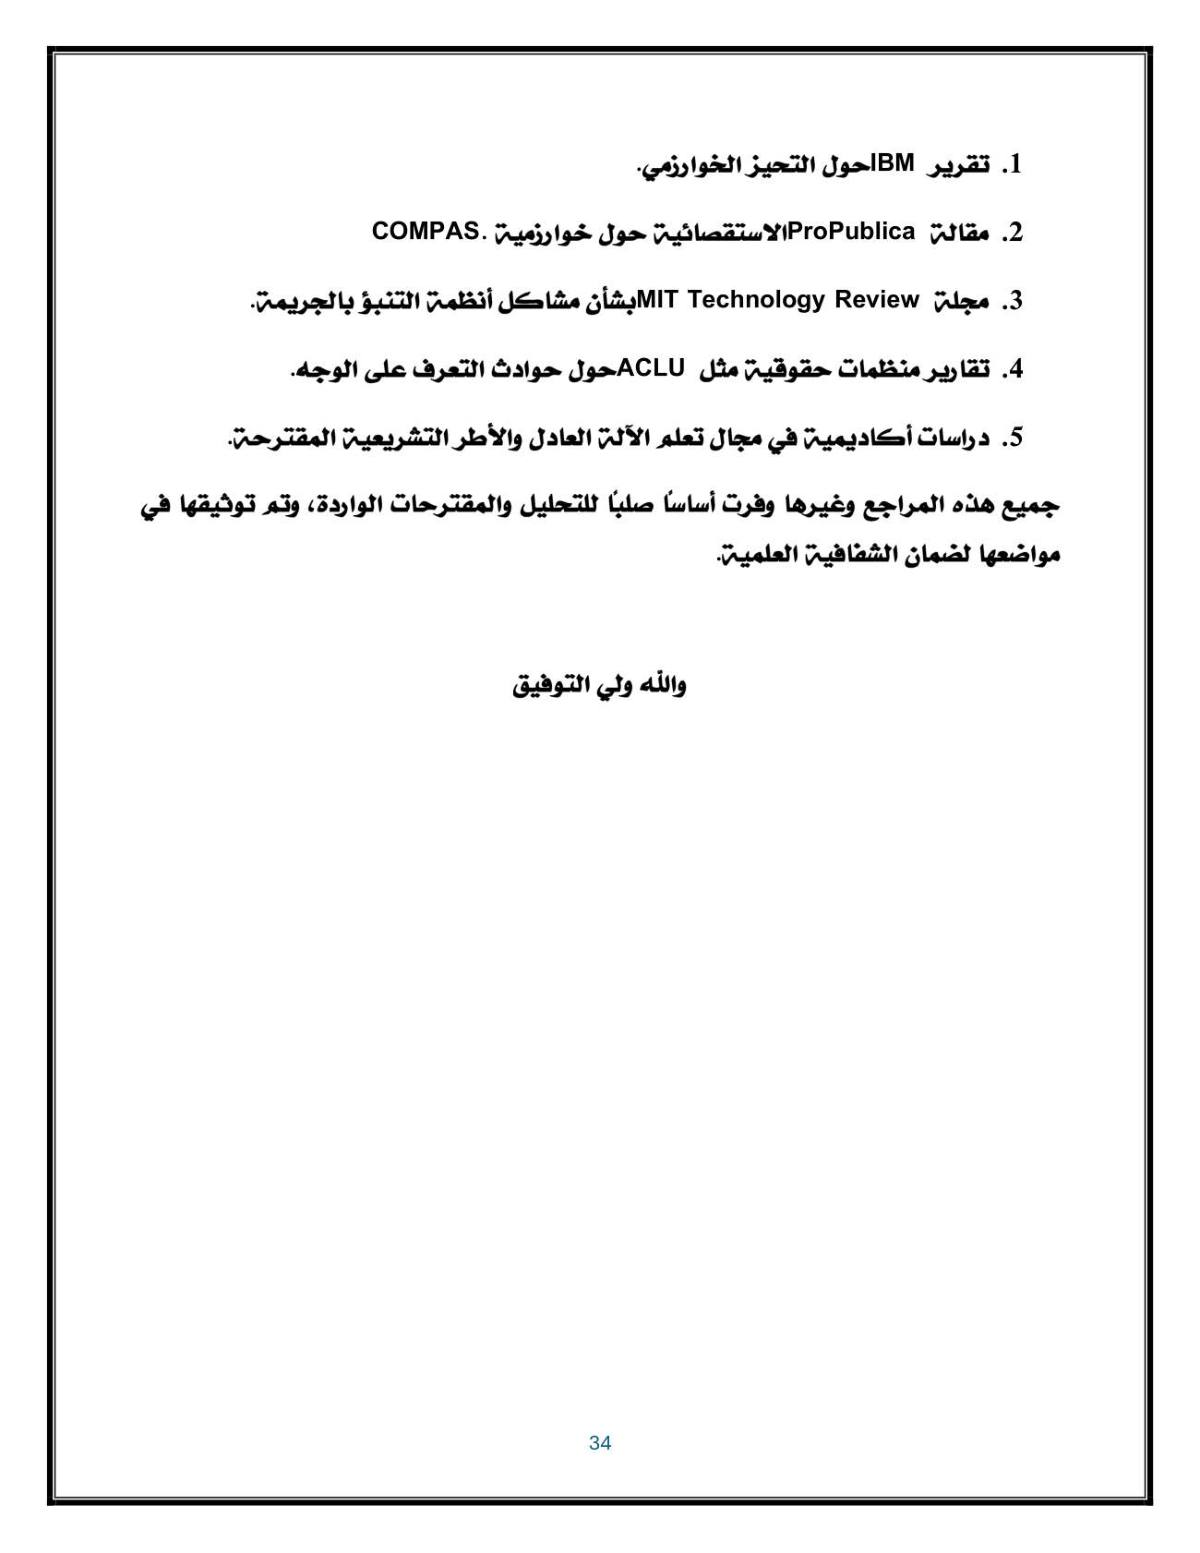 1. تقرير IBMحول التحيز الخوارزمي.
2. مقالة ProPublicaالاستقصائية حول خوارزمية .COMPAS
3. مجلة MIT Technology Reviewبشأن مشاكل أنظمة التنبؤ بالجريمة.
4. تقارير منظمات حقوقية مثل ACLUحول حوادث التعرف على الوجه.
5. دراسات أكاديمية في مجال تعلم الآلة العادل والأطر التشريعية المقترحة.
جميع هذه المراجع وغيرها وفرت أساسًا صلبًا للتحليل والمقترحات الواردة، وتم توثيقها في
مواضعها لضمان الشفافية العلمية.
والله ولي التوفيق
34